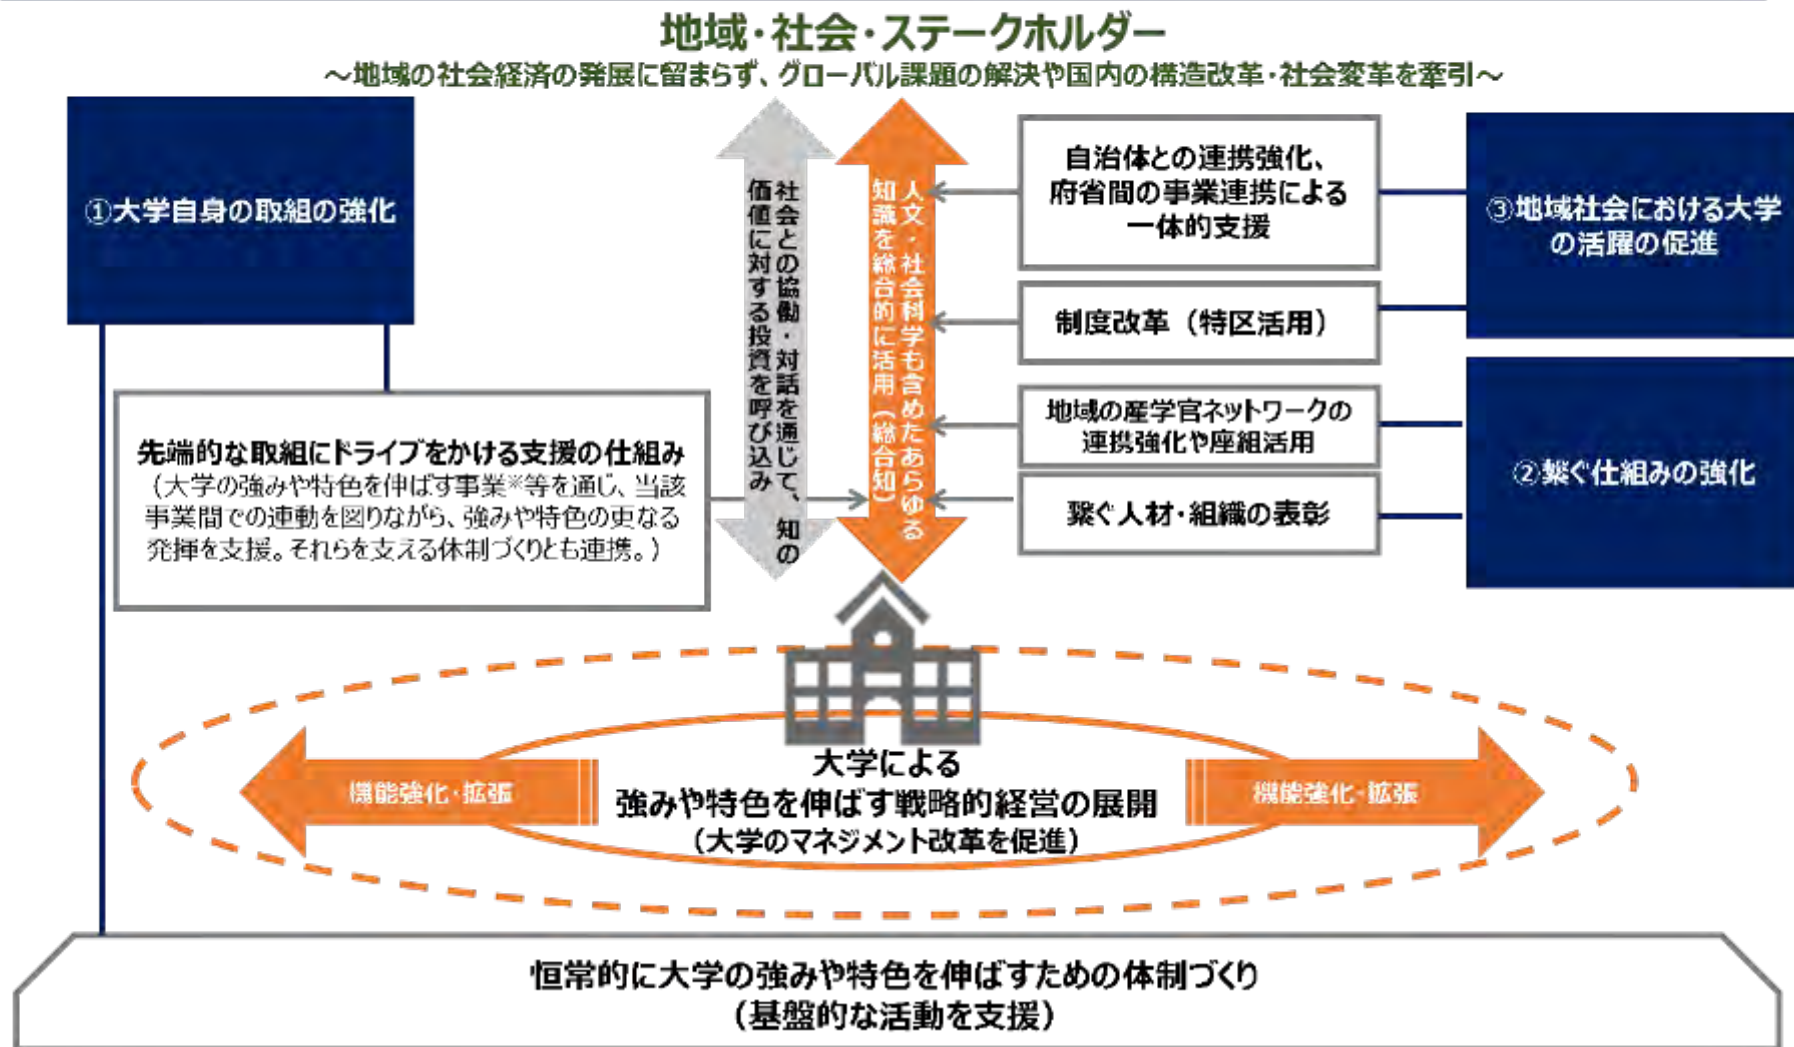 地域・社会・ステークホルダー
～地域の社会経済の発展に留まらず、グローバル課題の解決や国内の構造改革・社会変革を牽引～
①大学自身の取組の強化
先端的な取組にドライブをかける支援の仕組み
（大学の強みや特色を伸ばす事業※等を通じ、当該
事業間での連動を図りながら、強みや特色の更なる
発揮を支援。それらを支える体制づくりとも連携。）
社会との協働・対話を通じて、知の
価値に対する投資を呼び込み
人文・社会科学も含めたあらゆる
知識を総合的に活用（総合知）
自治体との連携強化、
府省間の事業連携による
一体的支援
制度改革（特区活用）
③地域社会における大学
の活躍の促進
地域の産学官ネットワークの
連携強化や座組活用
繋ぐ人材・組織の表彰
②繋ぐ仕組みの強化
機能強化・拡張
大学による
強みや特色を伸ばす戦略的経営の展開
（大学のマネジメント改革を促進）
機能強化・拡張
恒常的に大学の強みや特色を伸ばすための体制づくり
（基盤的な活動を支援）